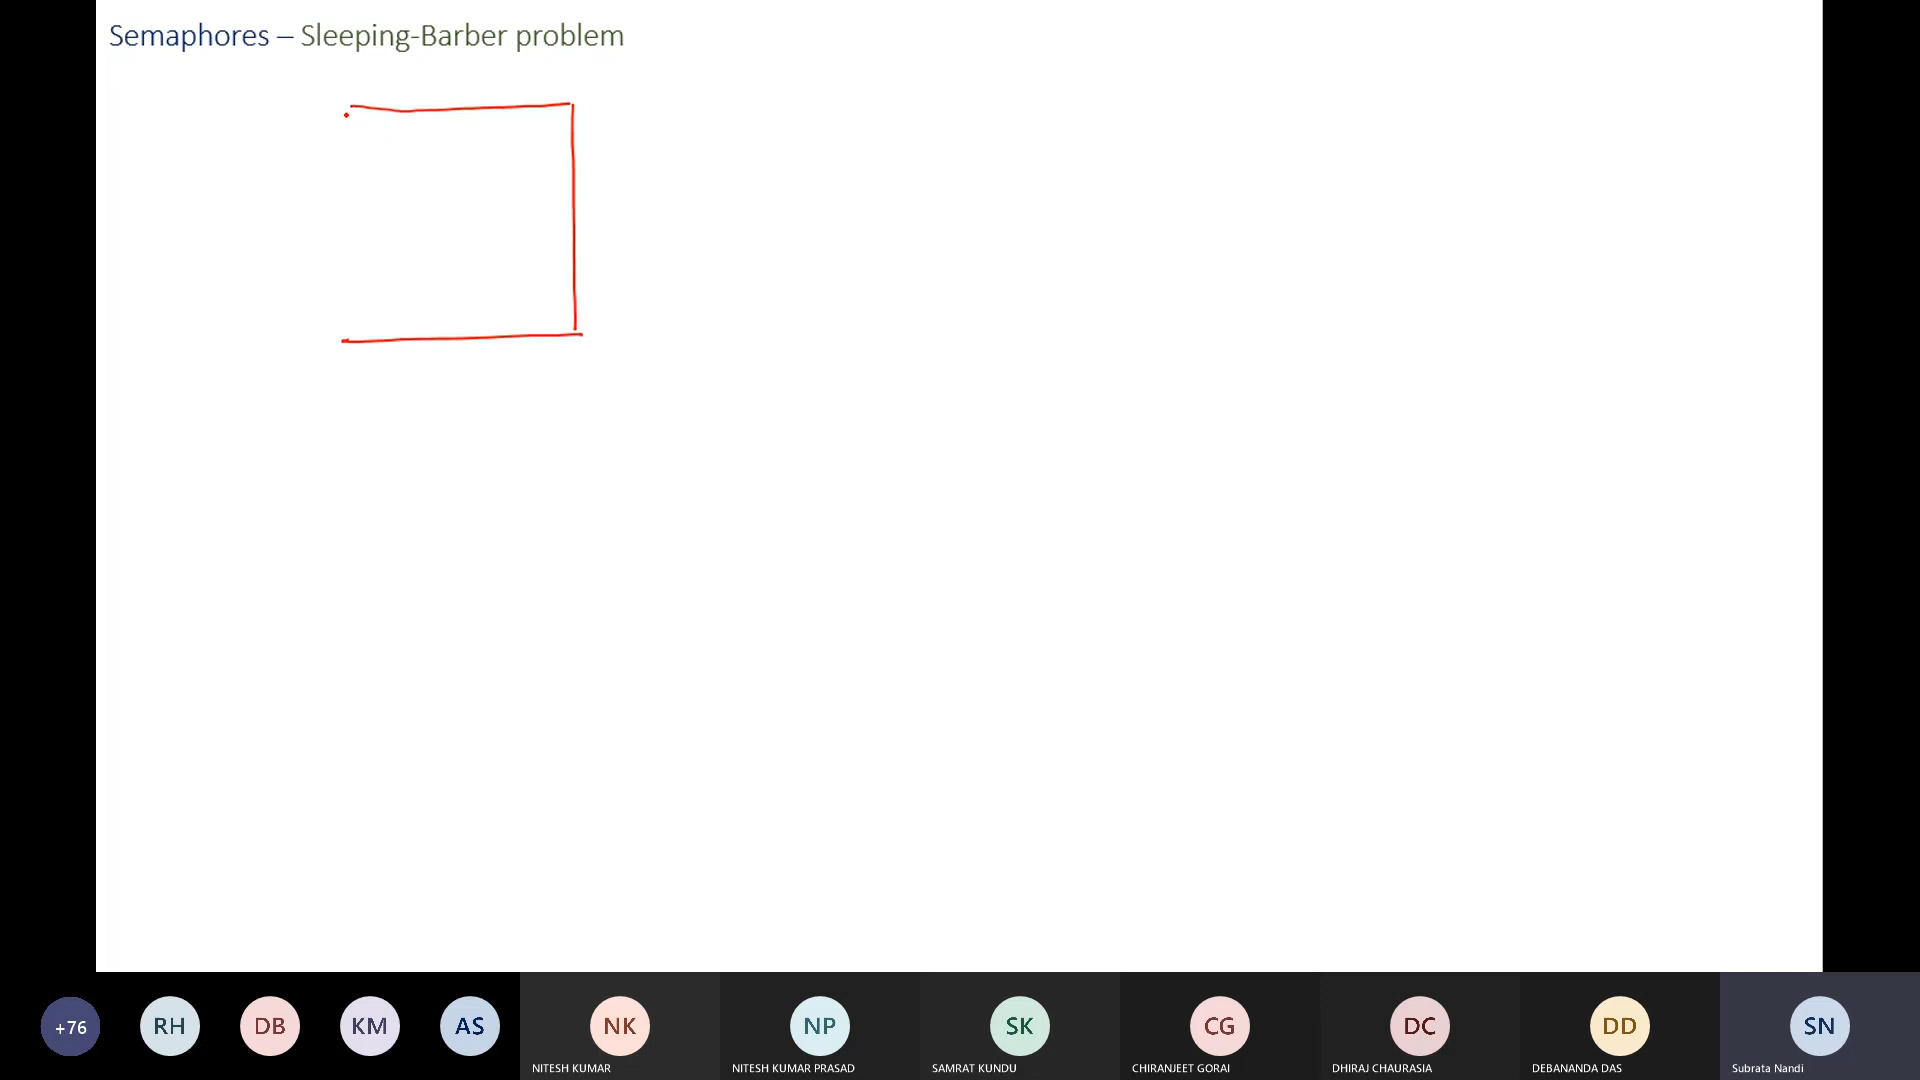 Semaphores – Sleeping-Barber problem
+76
RH
DB
KM
AS
NK
NP
SK
CG
DC
DD
SN
NITESH KUMAR
NITESH KUMAR PRASAD
SAMRAT KUNDU
CHIRANJEET GORAI
DHIRAJ CHAURASIA
DEBANANDA DAS
Subrata Nandi